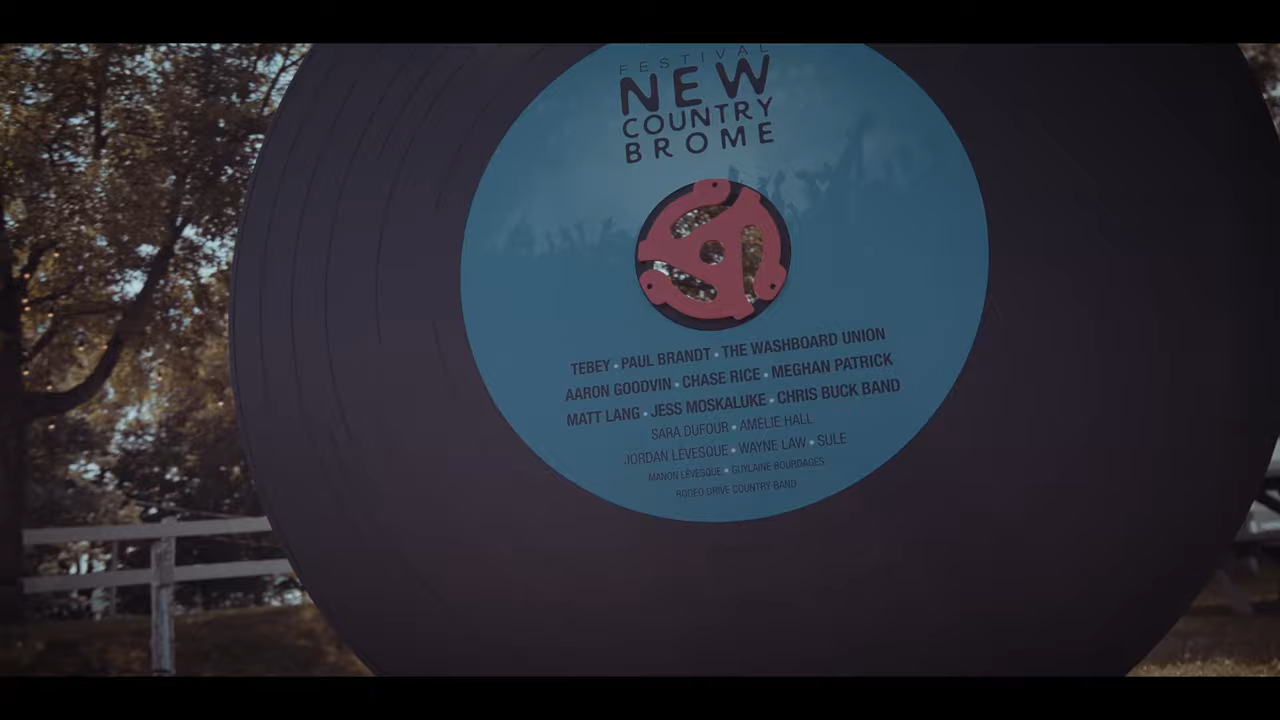 FESTIVAL
NEW
COUNTRY
BROME
TEBEY • PAUL BRANDT • THE WASHBOARD UNION
AARON GOODVIN • CHASE RICE • MEGHAN PATRICK
MATT LANG • JESS MOSKALUKE • CHRIS BUCK BAND
SARA DUFOUR • AMELIE HALL
JORDAN LÉVESQUE • WAYNE LAW • SULE
MANON LÉVESQUE • GUYLAINE BOURDAGES
RODEO DRIVE COUNTRY BAND